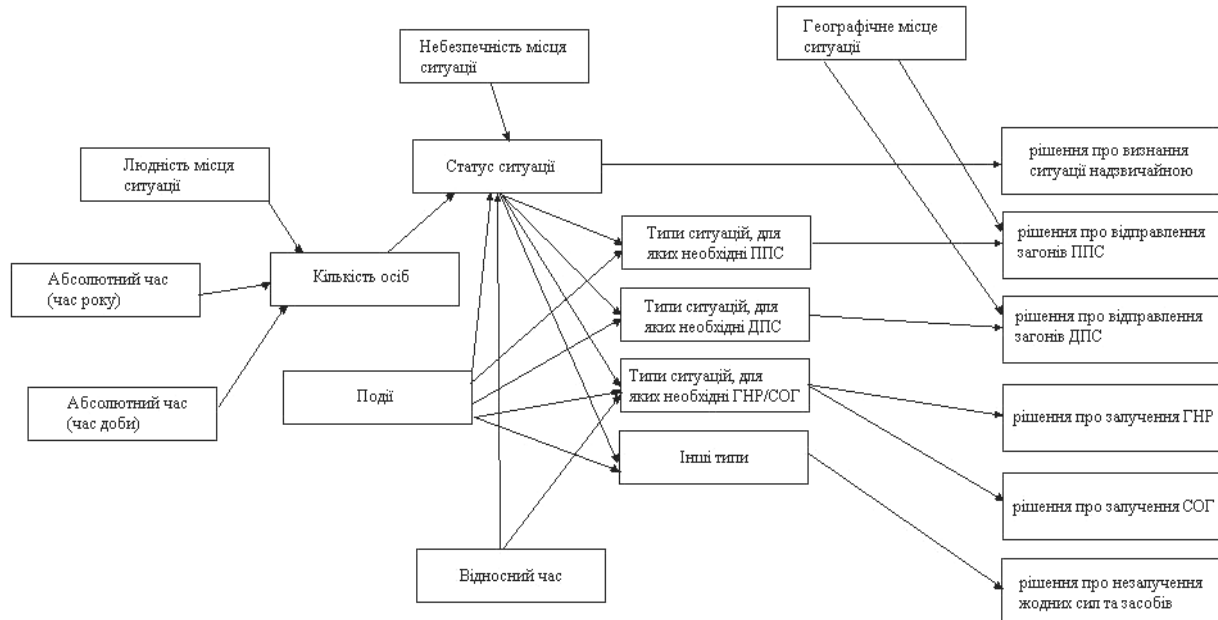 Небезпечність місця
ситуації
Географічне місце
ситуації
Людність місця
ситуації
Статус ситуації
рішення про визнання
ситуації надзвичайною
Абсолютний час
(час року)
Кількість осіб
Типи ситуацій, для
яких необхідні ППС
рішення про відправлення
загонів ППС
Типи ситуацій, для
яких необхідні ДПС
рішення про відправлення
загонів ДПС
Абсолютний час
(час доби)
Події
Типи ситуацій, для
яких необхідні ГНР/СОГ
рішення про залучення ГНР
Інші типи
рішення про залучення СОГ
Відносний час
рішення про незалучення
жодних сил та засобів